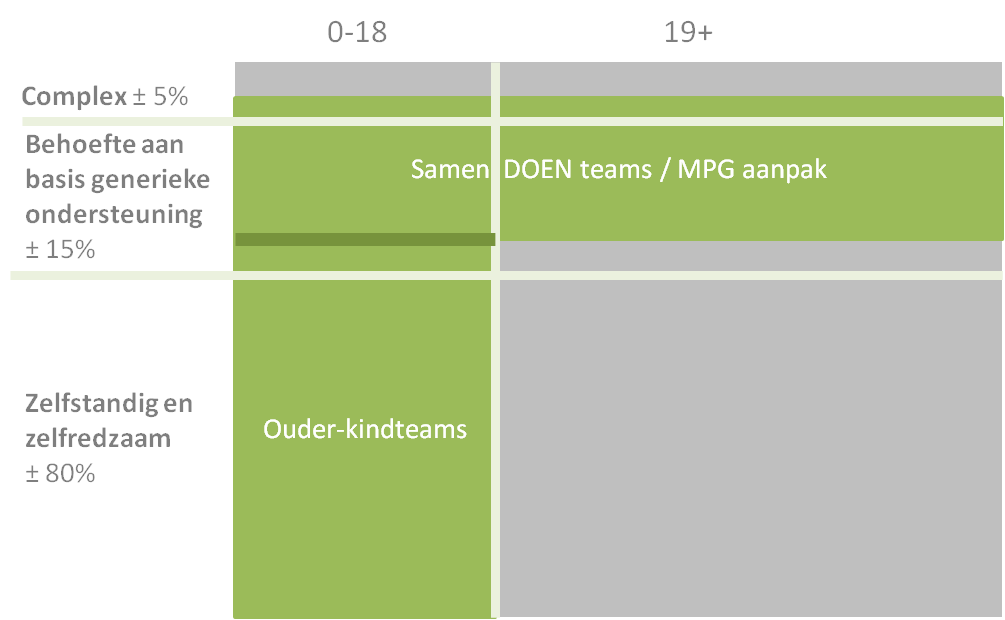 0-18
19+
Complex ± 5%
Behoefte aan
basis generieke
ondersteuning
± 15%
Samen DOEN teams / MPG aanpak
Zelfstandig en
zelfredzaam
± 80%
Ouder-kindteams